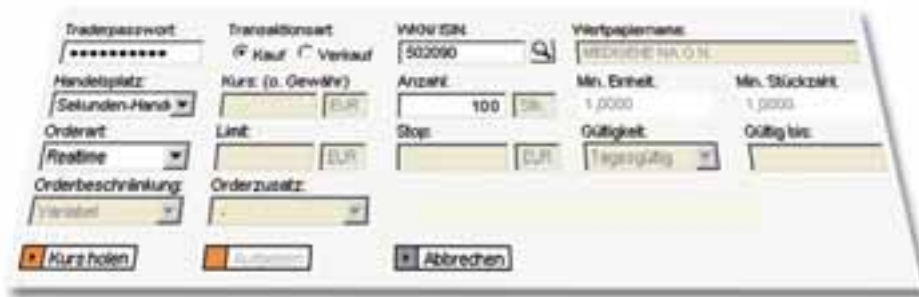 Traderpasswort: Transaktionsart: WKN/ISIN: Wertpapiername:
●●●●●●●●●●● Kauf Verkauf 502090 MEDIGENE NA O.N.
Handelsplatz: Kurs: (o. Gewähr) Anzahl: Min. Einheit: Min. Stückzahl:
Sekunden-Hand EUR 100 Stk. 1,0000 1,0000
Orderart: Limit: Stop: Gültigkeit: Gültig bis:
Realtime EUR EUR Tagesgültig
Orderbeschränkung: Orderzusatz:
Variabel -
Kurs holen Abbrechen